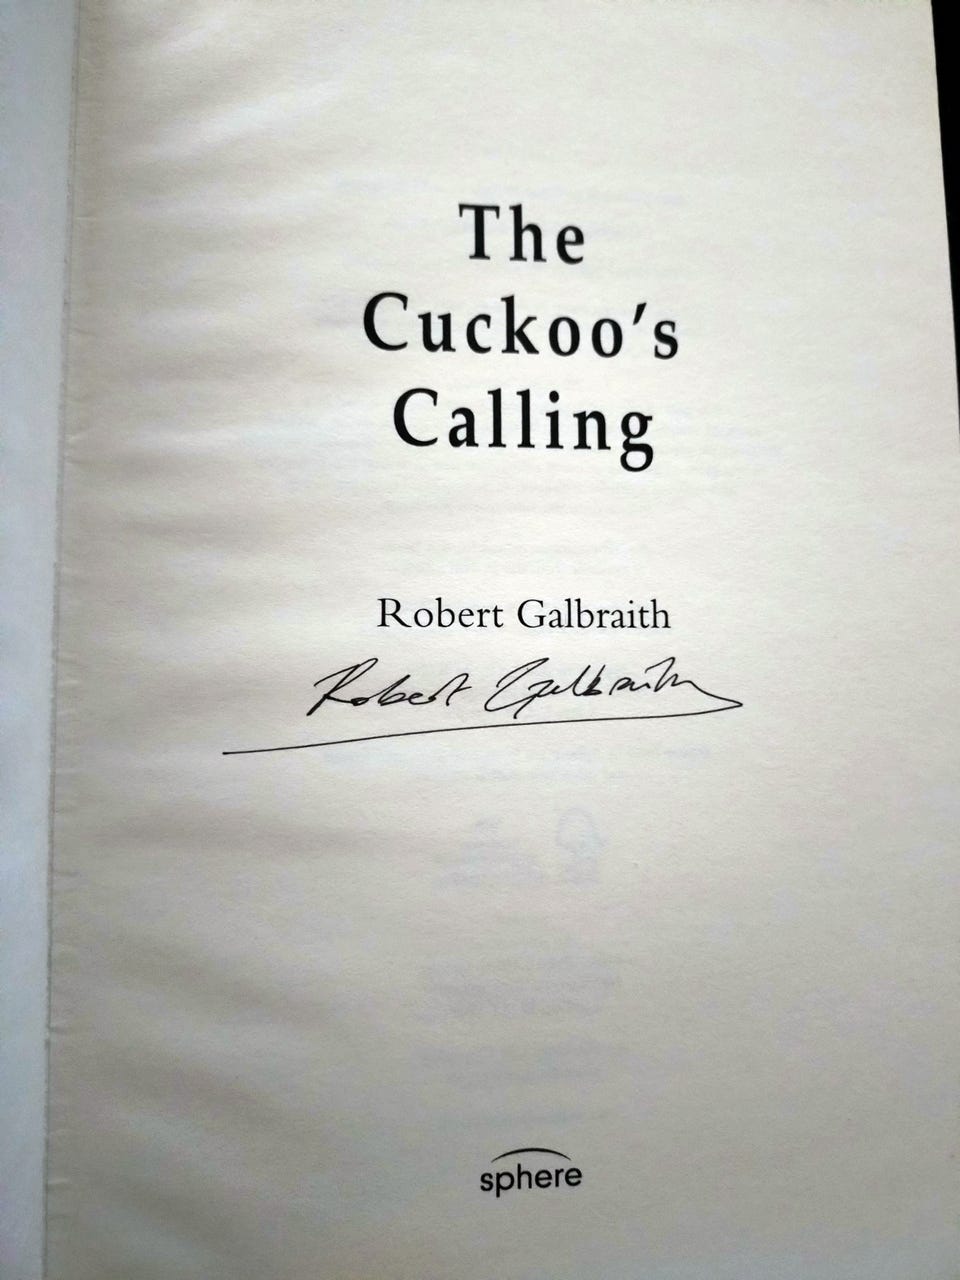 The
Cuckoo's
Calling
Robert Galbraith
Robert Galbraith
sphere